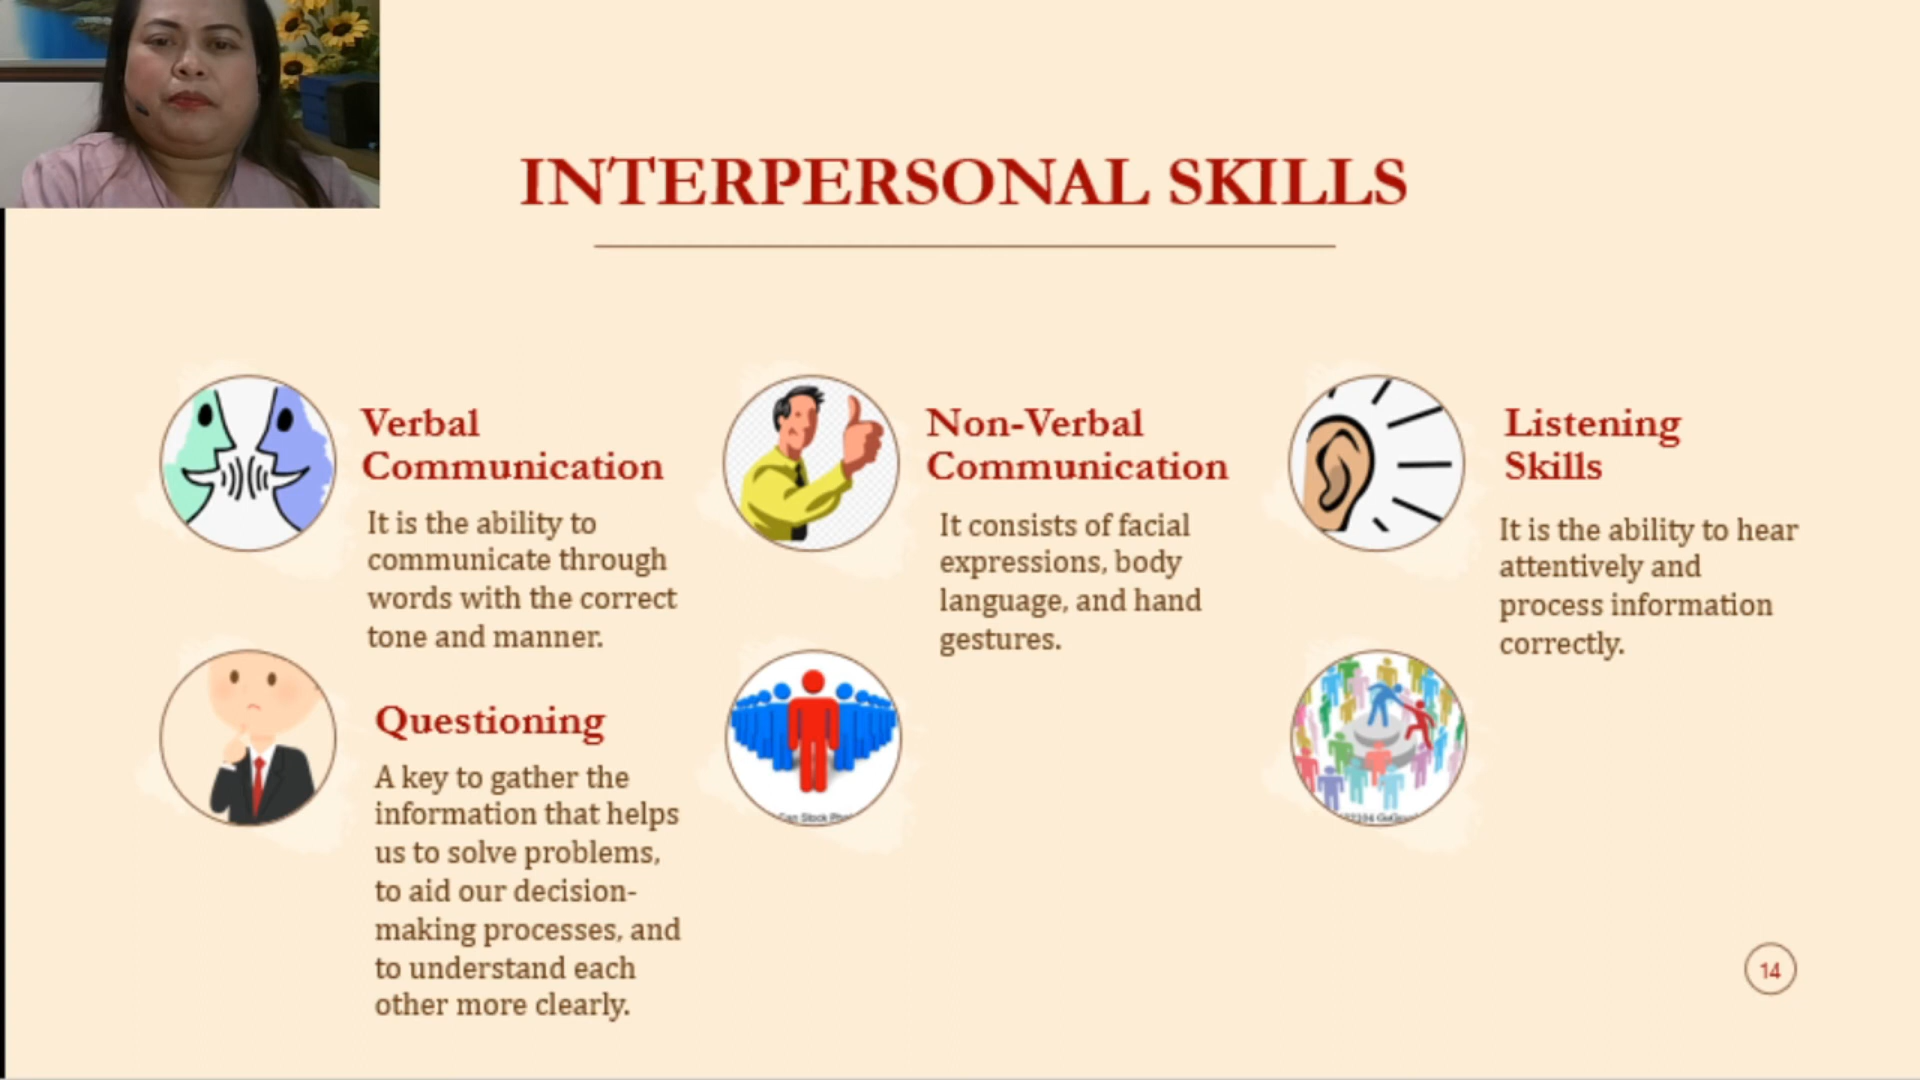 INTERPERSONAL SKILLS
Verbal
Communication
It is the ability to
communicate through
words with the correct
tone and manner.
Non-Verbal
Communication
It consists of facial
expressions, body
language, and hand
gestures.
Listening
Skills
It is the ability to hear
attentively and
process information
correctly.
Questioning
A key to gather the
information that helps
us to solve problems,
to aid our decision-
making processes, and
to understand each
other more clearly.
Can Stock
14